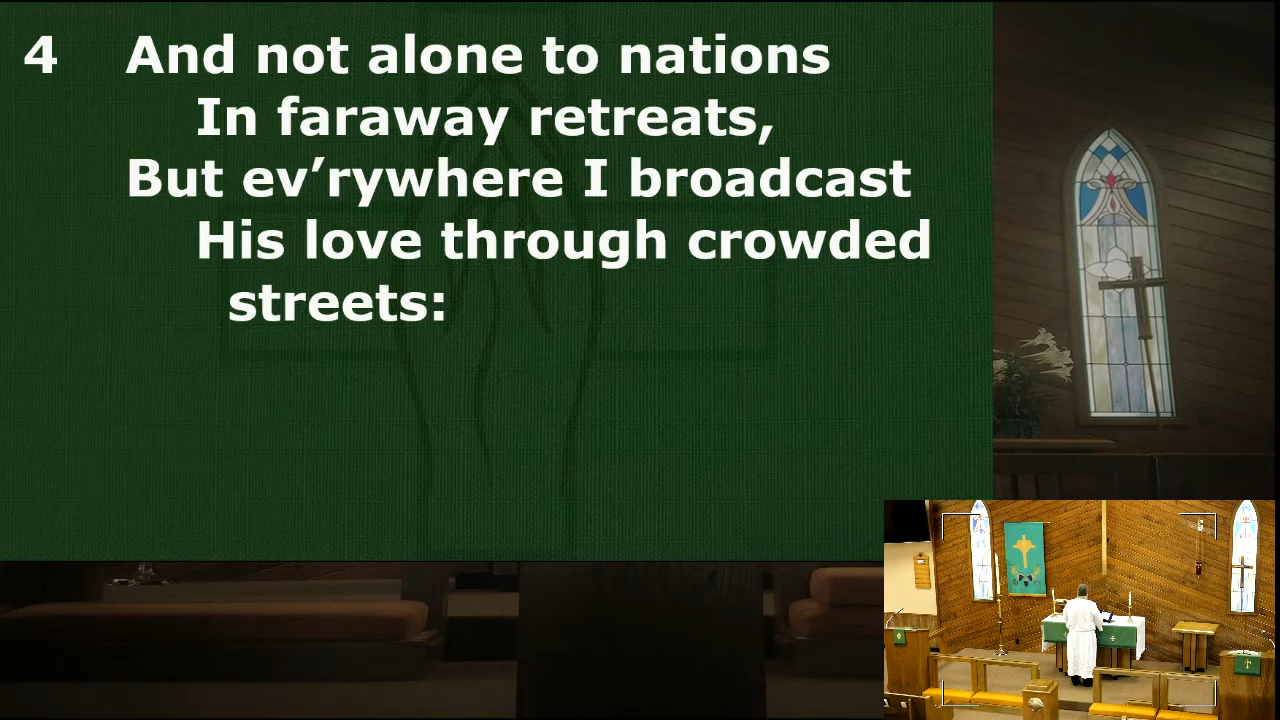 4 And not alone to nations
In faraway retreats,
But ev’rywhere I broadcast
His love through crowded
streets: